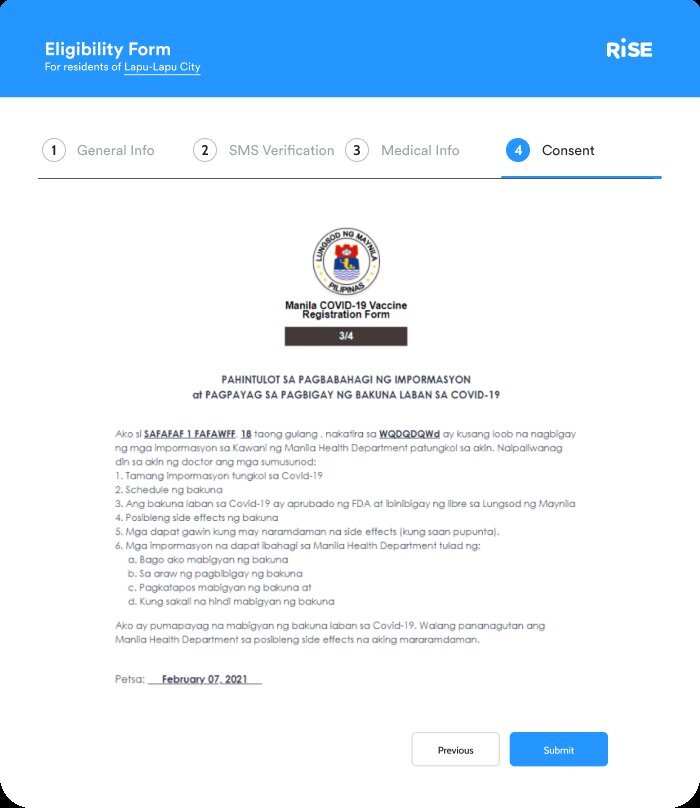 Eligibility Form
For residents of Lapu-Lapu City
RiSE
1 General Info
2 SMS Verification
3 Medical Info
4 Consent
LUNGSOD NG MAYNILA
PILIPINAS
Manila COVID-19 Vaccine
Registration Form
3/4
PAHINTULOT SA PAGBABAHAGI NG IMPORMASYON
at PAGPAYAG SA PAGBIGAY NG BAKUNA LABAN SA COVID-19
Ako si SAFAFAF 1 FAFAWFF, 18 taong gulang , nakatira sa WQDQDQWd ay kusang loob na nagbigay
ng mga impormasyon sa Kawani ng Manila Health Department patungkol sa akin. Naipaliwanag
din sa akin ng doctor ang mga sumusunod:
1. Tamang impormasyon tungkol sa Covid-19
2. Schedule ng bakuna
3. Ang bakuna laban sa Covid-19 ay aprubado ng FDA at ibinibigay ng libre sa Lungsod ng Maynila
4. Posibleng side effects ng bakuna
5. Mga dapat gawin kung may naramdaman na side effects (kung saan pupunta).
6. Mga impormasyon na dapat ibahagi sa Manila Health Department tulad ng;
a. Bago ako mabigyan ng bakuna
b. Sa araw ng pagbibigay ng bakuna
c. Pagkatapos mabigyan ng bakuna at
d. Kung sakali na hindi mabigyan ng bakuna
Ako ay pumapayag na mabigyan ng bakuna laban sa Covid-19. Walang pananagutan ang
Manila Health Department sa posibleng side effects na aking mararamdaman.
Petsa: February 07, 2021
Previous
Submit